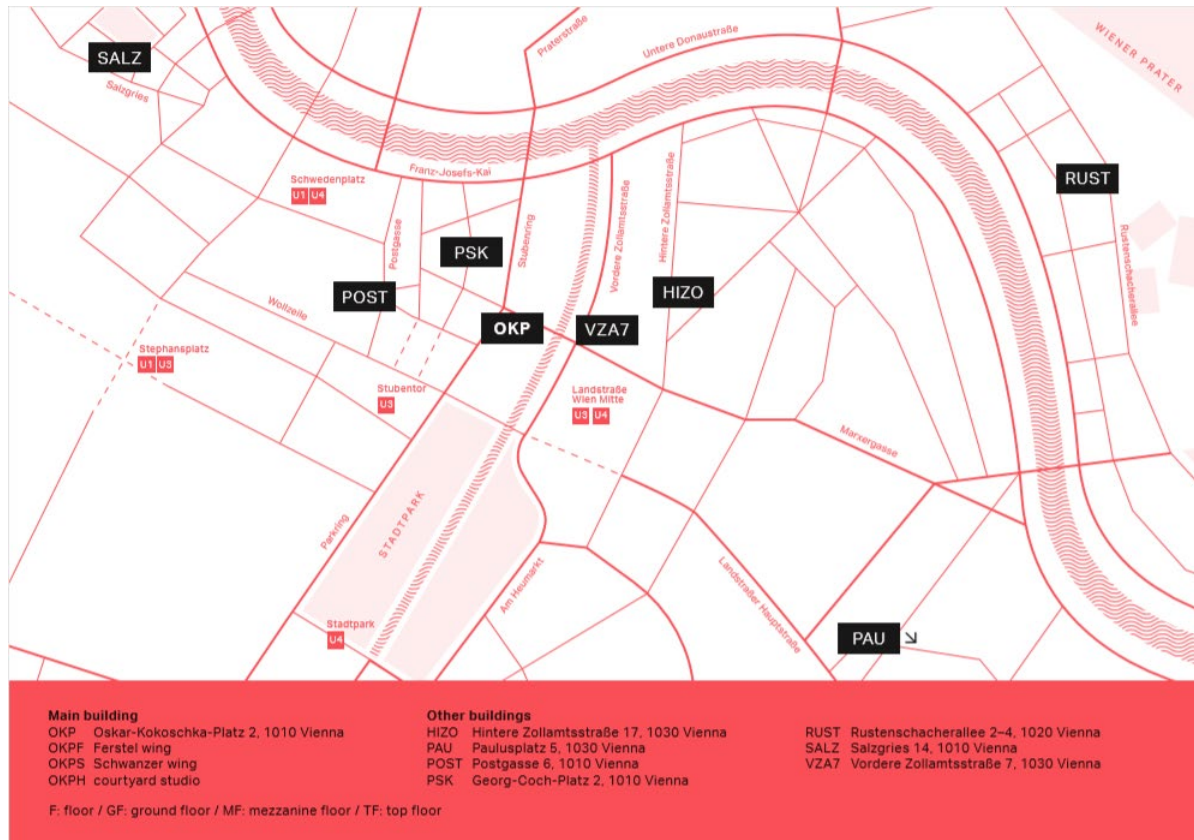 SALZ
Salzgries
Praterstraße
Untere Donaustraße
WIENER PRATER
Franz-Josefs-Kai
Schwedenplatz
U1 U4
Postgasse
PSK
Stubenring
Vordere Zollamtsstraße
Hintere Zollamtsstraße
RUST
Rustenschacherallee
POST
HIZO
Wollzeile
OKP
VZA7
Stephansplatz
U1 U3
Stubentor
U3
Landstraße
Wien Mitte
U3 U4
Marxergasse
STADTPARK
Parkring
Am Heumarkt
Landstraßer Hauptstraße
Stadtpark
U4
PAU
Main building
OKP Oskar-Kokoschka-Platz 2, 1010 Vienna
OKPF Ferstel wing
OKPS Schwanzer wing
OKPH courtyard studio
F: floor / GF: ground floor / MF: mezzanine floor / TF: top floor
Other buildings
HIZO Hintere Zollamtsstraße 17, 1030 Vienna
PAU Paulusplatz 5, 1030 Vienna
POST Postgasse 6, 1010 Vienna
PSK Georg-Coch-Platz 2, 1010 Vienna
RUST Rustenschacherallee 2–4, 1020 Vienna
SALZ Salzgries 14, 1010 Vienna
VZA7 Vordere Zollamtsstraße 7, 1030 Vienna